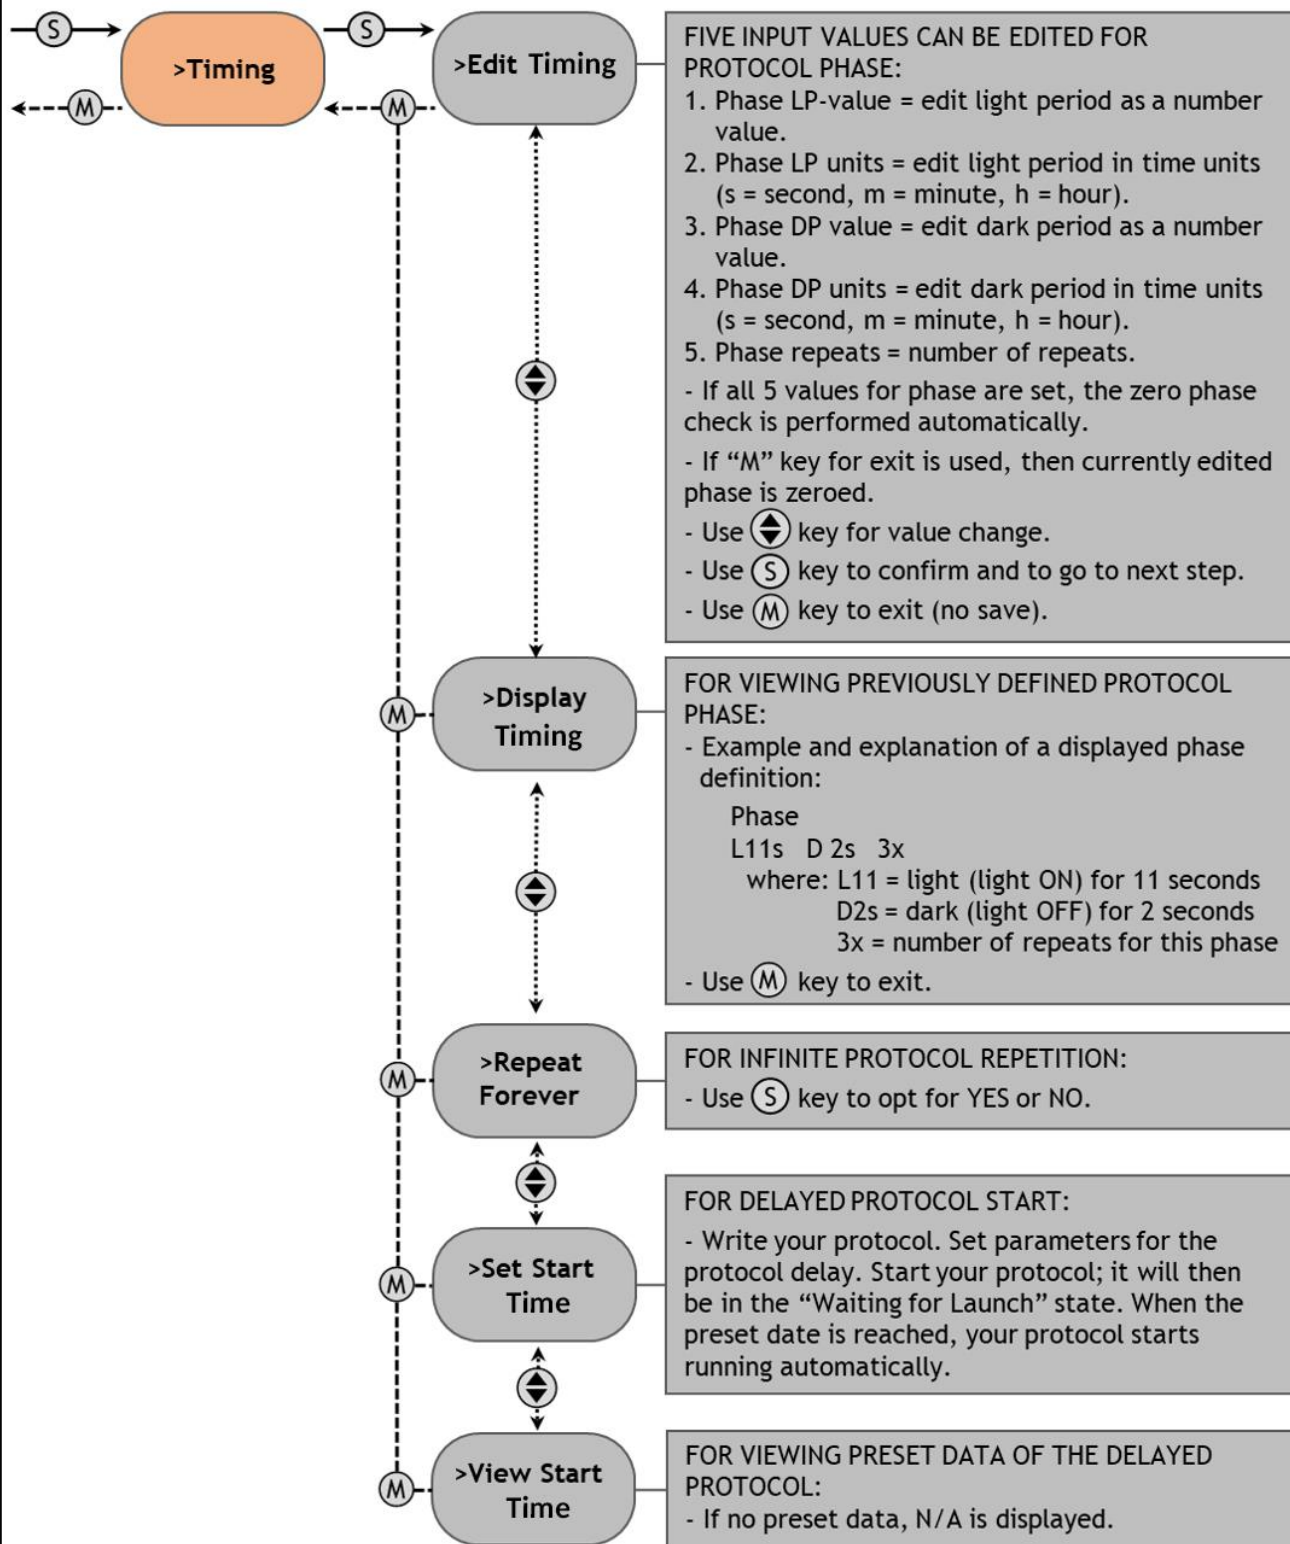 S
S
>Timing
>Edit Timing
M
M
FIVE INPUT VALUES CAN BE EDITED FOR
PROTOCOL PHASE:
1. Phase LP-value = edit light period as a number
value.
2. Phase LP units = edit light period in time units
(s = second, m = minute, h = hour).
3. Phase DP value = edit dark period as a number
value.
4. Phase DP units = edit dark period in time units
(s = second, m = minute, h = hour).
5. Phase repeats = number of repeats.
- If all 5 values for phase are set, the zero phase
check is performed automatically.
- If “M” key for exit is used, then currently edited
phase is zeroed.
- Use key for value change.
- Use S key to confirm and to go to next step.
- Use M key to exit (no save).
M
>Display
Timing
FOR VIEWING PREVIOUSLY DEFINED PROTOCOL
PHASE:
- Example and explanation of a displayed phase
definition:
Phase
L11s D 2s 3x
where: L11 = light (light ON) for 11 seconds
D2s = dark (light OFF) for 2 seconds
3x = number of repeats for this phase
- Use M key to exit.
M
>Repeat
Forever
FOR INFINITE PROTOCOL REPETITION:
- Use S key to opt for YES or NO.
M
>Set Start
Time
FOR DELAYED PROTOCOL START:
- Write your protocol. Set parameters for the
protocol delay. Start your protocol; it will then
be in the “Waiting for Launch” state. When the
preset date is reached, your protocol starts
running automatically.
M
>View Start
Time
FOR VIEWING PRESET DATA OF THE DELAYED
PROTOCOL:
- If no preset data, N/A is displayed.